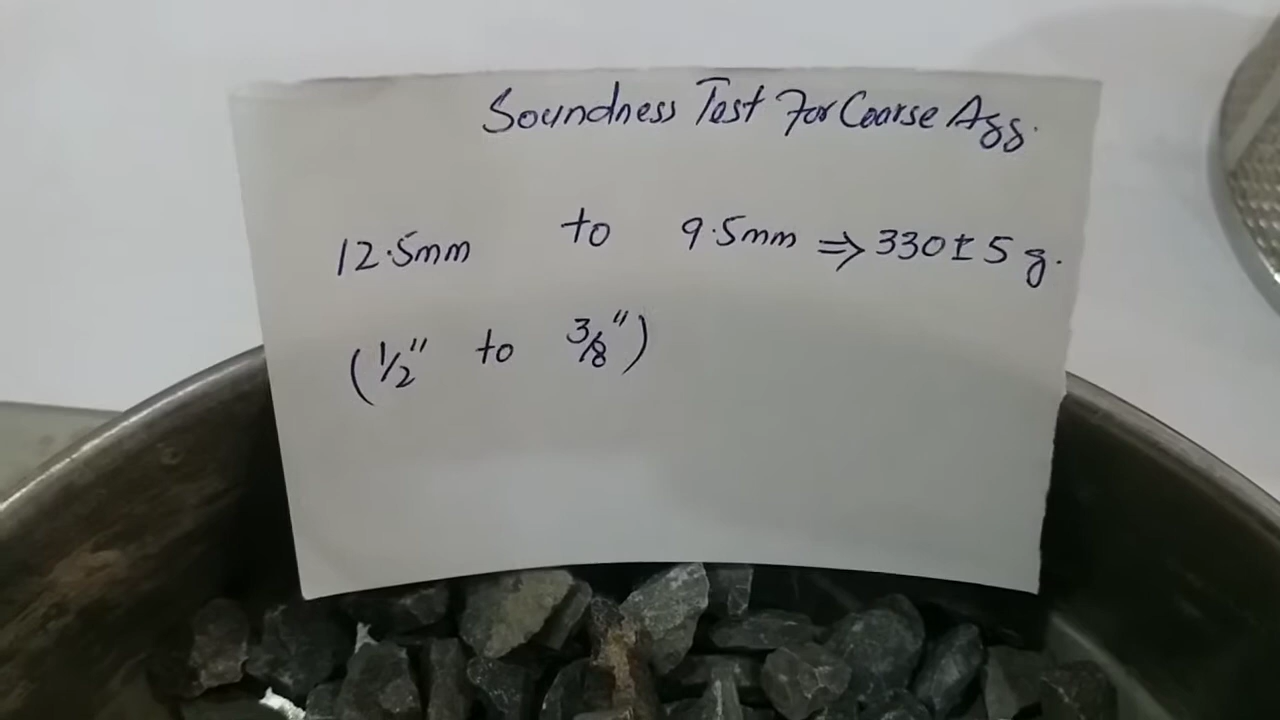 Soundness Test For Coarse Agg.
12.5mm to 9.5mm ⇒ 330 ± 5 g.
(1/2" to 3/8")